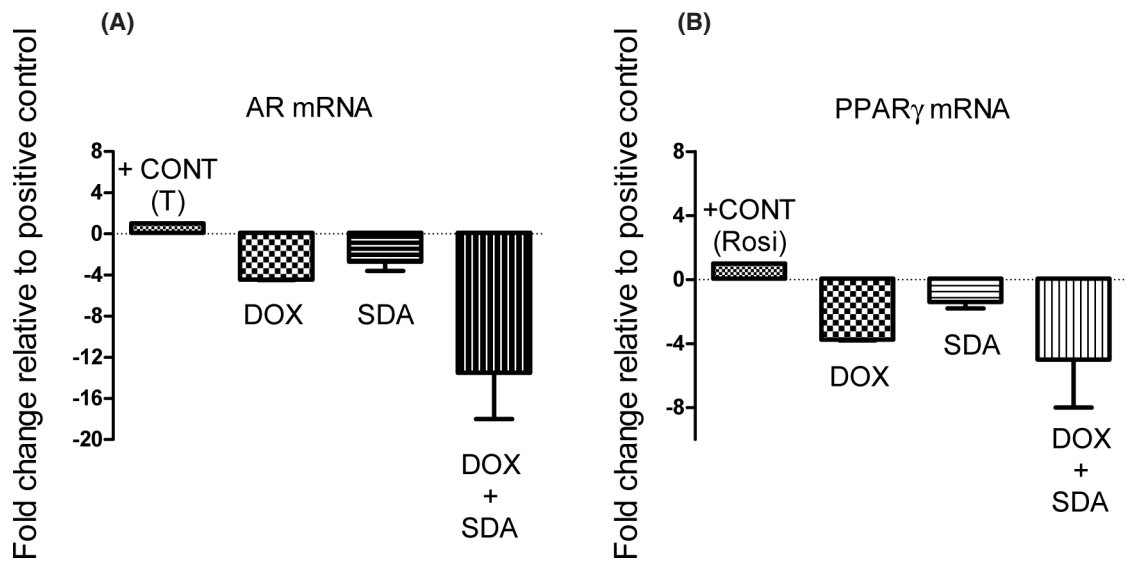 (A)
Fold change relative to positive control
AR mRNA
8
4
0
-4
-8
-12
-16
-20
+ CONT
(T)
DOX
SDA
DOX
+
SDA
(B)
Fold change relative to positive control
PPARγ mRNA
8
4
0
-4
-8
+CONT
(Rosi)
DOX
SDA
DOX
+
SDA